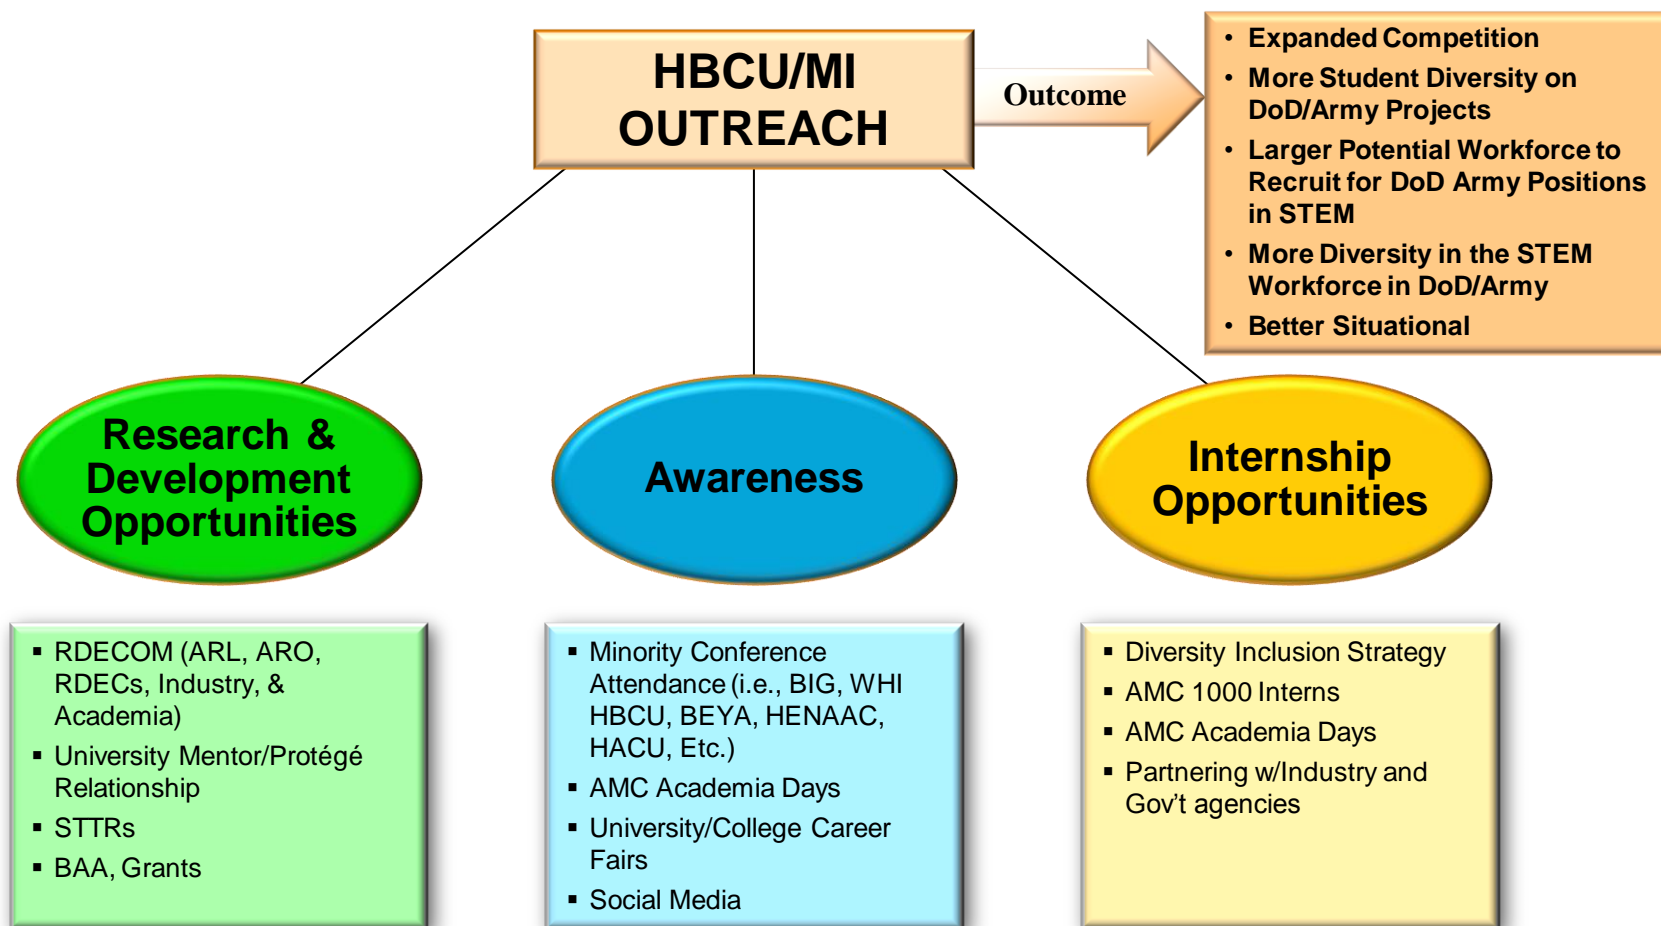 HBCU/MI
OUTREACH
Outcome
• Expanded Competition
• More Student Diversity on
DoD/Army Projects
• Larger Potential Workforce to
Recruit for DoD Army Positions
in STEM
• More Diversity in the STEM
Workforce in DoD/Army
• Better Situational
Research &
Development
Opportunities
Awareness
Internship
Opportunities
▪ RDECOM (ARL, ARO,
RDECs, Industry, &
Academia)
▪ University Mentor/Protégé
Relationship
▪ STTRs
▪ BAA, Grants
▪ Minority Conference
Attendance (i.e., BIG, WHI
HBCU, BEYA, HENAAC,
HACU, Etc.)
▪ AMC Academia Days
▪ University/College Career
Fairs
▪ Social Media
▪ Diversity Inclusion Strategy
▪ AMC 1000 Interns
▪ AMC Academia Days
▪ Partnering w/Industry and
Gov’t agencies